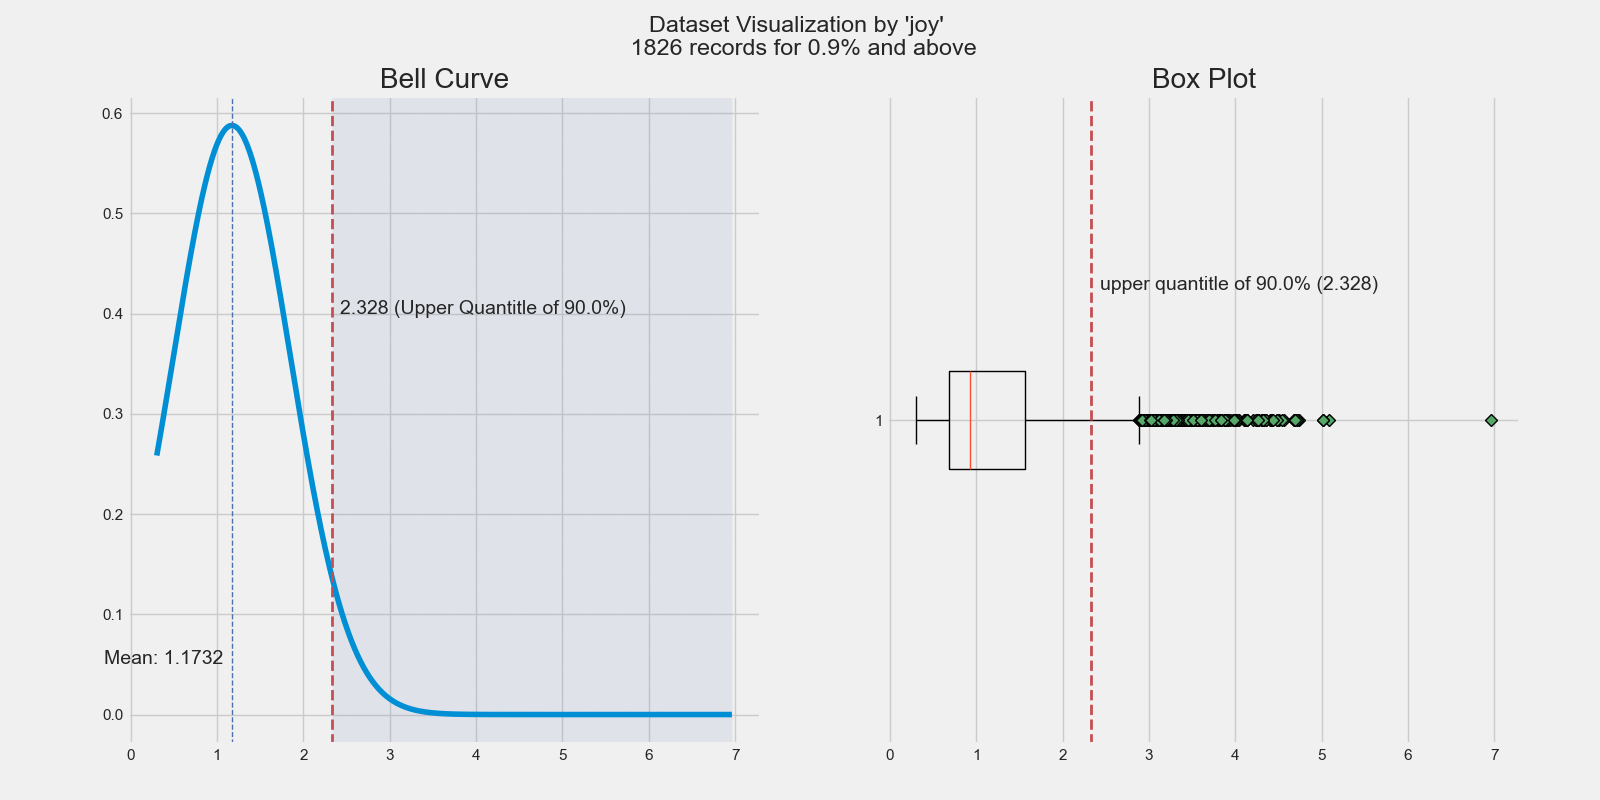 Dataset Visualization by 'joy'
1826 records for 0.9% and above
Bell Curve
0.6
0.5
0.4
0.3
0.2
0.1
0.0
2.328 (Upper Quantitle of 90.0%)
Mean: 1.1732
0 1 2 3 4 5 6 7
Box Plot
upper quantitle of 90.0% (2.328)
1
0 1 2 3 4 5 6 7